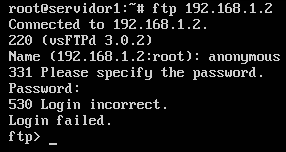 root@servidor1:~# ftp 192.168.1.2
Connected to 192.168.1.2.
220 (vsFTPd 3.0.2)
Name (192.168.1.2:root): anonymous
331 Please specify the password.
Password:
530 Login incorrect.
Login failed.
ftp> _